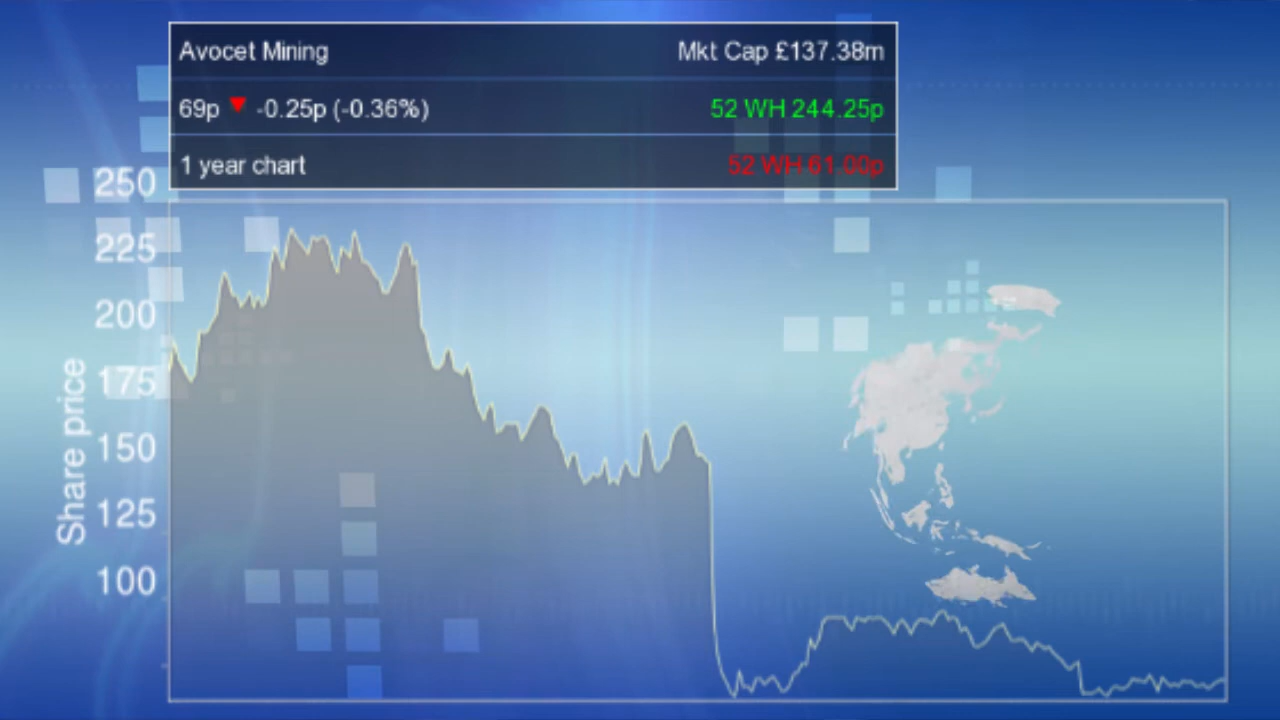 Avocet Mining Mkt Cap £137.38m
69p ▼ -0.25p (-0.36%) 52 WH 244.25p
1 year chart 52 WH 61.00p
250
225
200
175
150
125
100
Share price